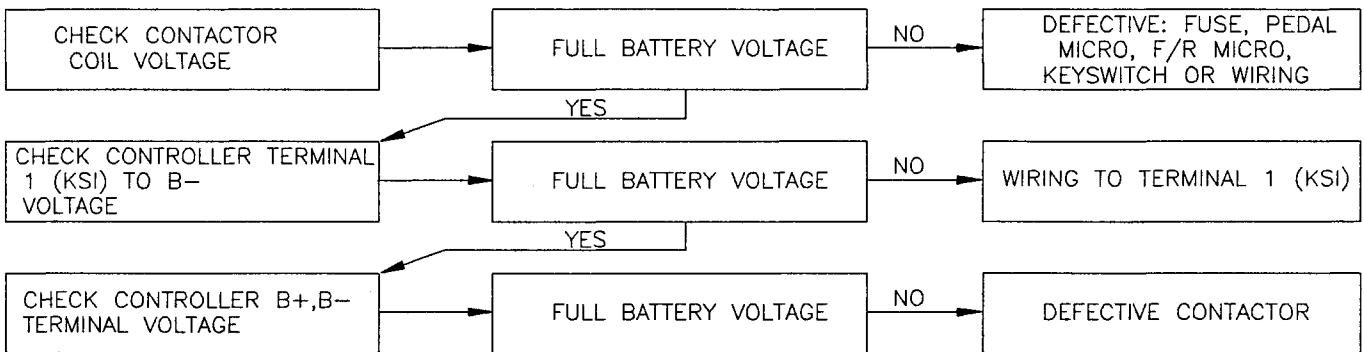 CHECK CONTACTOR
COIL VOLTAGE
FULL BATTERY VOLTAGE
NO
DEFECTIVE: FUSE, PEDAL
MICRO, F/R MICRO,
KEYSWITCH OR WIRING
YES
CHECK CONTROLLER TERMINAL
1 (KSI) TO B-
VOLTAGE
FULL BATTERY VOLTAGE
NO
WIRING TO TERMINAL 1 (KSI)
YES
CHECK CONTROLLER B+,B-
TERMINAL VOLTAGE
FULL BATTERY VOLTAGE
NO
DEFECTIVE CONTACTOR